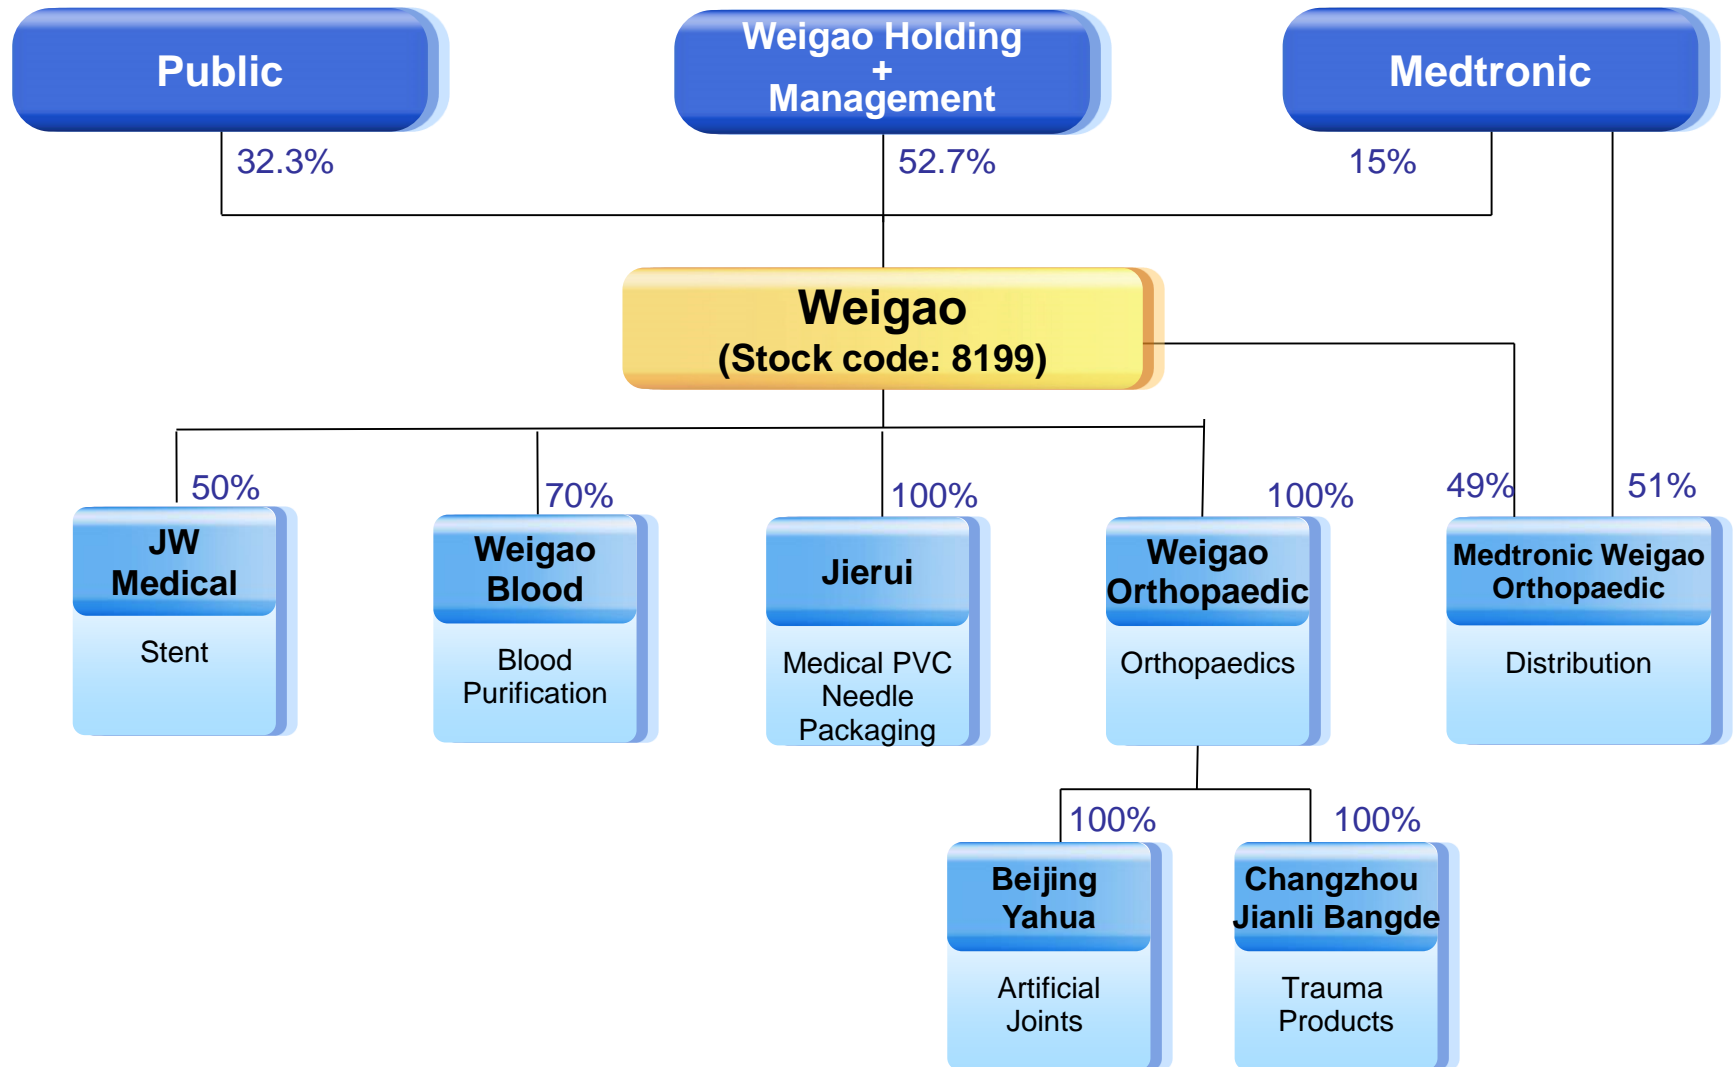 Public
Weigao Holding
+
Management
Medtronic
32.3%
52.7%
15%
Weigao
(Stock code: 8199)
50%
70%
100%
100%
49%
51%
JW
Medical
Stent
Weigao
Blood
Blood
Purification
Jierui
Medical PVC
Needle
Packaging
Weigao
Orthopaedic
Orthopaedics
Medtronic Weigao
Orthopaedic
Distribution
100%
100%
Beijing
Yahua
Artificial
Joints
Changzhou
Jianli Bangde
Trauma
Products